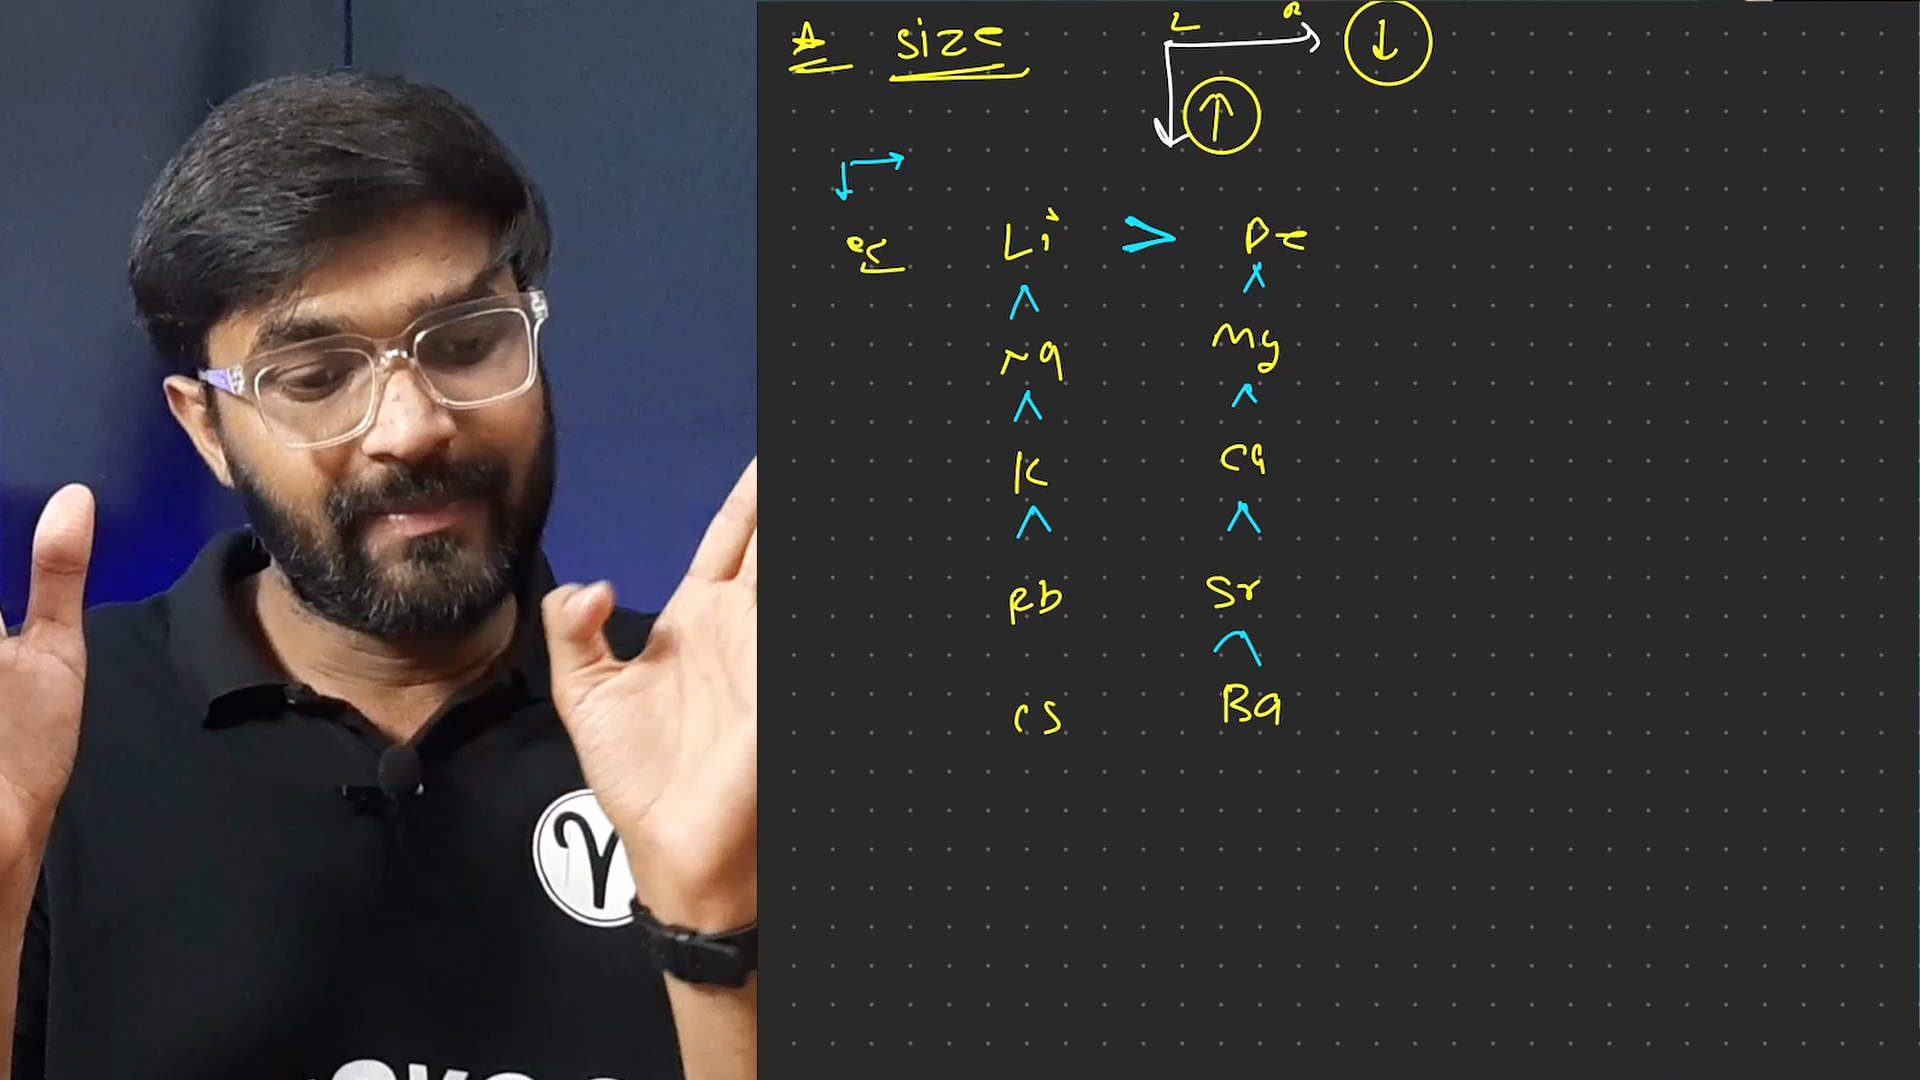 size
L R ↓
↑
Li > Be
^ ^
Na Mg
^ ^
K Ca
^ ^
Rb Sr
^
Cs Ba